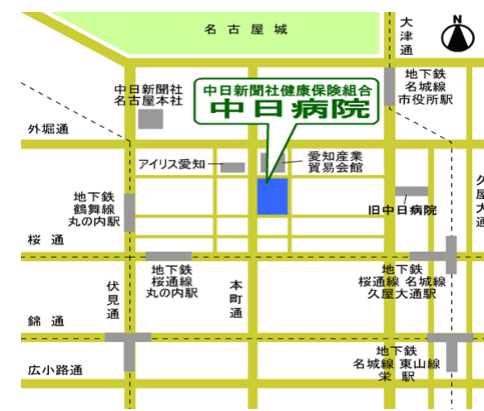 名古屋城
大津通
N
中日新聞社
名古屋本社
中日新聞社健康保険組合
中日病院
地下鉄
名城線
市役所駅
外堀通
アイリス愛知
愛知産業
貿易会館
久屋大通
地下鉄
鶴舞線
丸の内駅
旧中日病院
桜通
地下鉄
桜通線
丸の内駅
伏見通
本町通
地下鉄
桜通線 名城線
久屋大通駅
錦通
地下鉄
名城線 東山線
栄 駅
広小路通